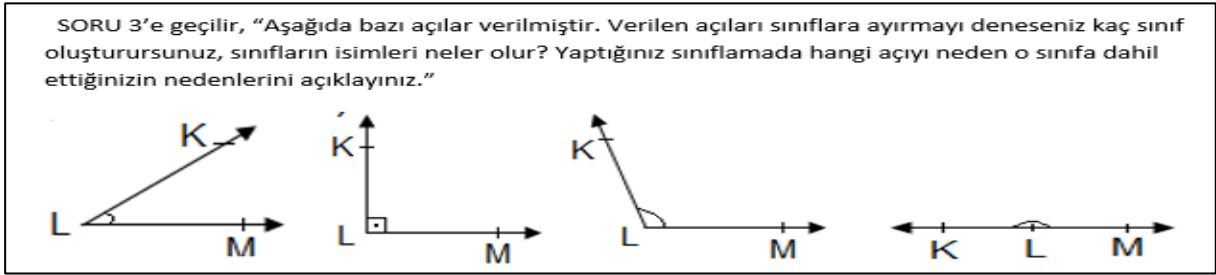 SORU 3’e geçilir, “Aşağıda bazı açılar verilmiştir. Verilen açıları sınıflara ayırmayı deneseniz kaç sınıf
oluşturursunuz, sınıfların isimleri neler olur? Yaptığınız sınıflamada hangi açıyı neden o sınıfa dahil
ettiğinizin nedenlerini açıklayınız.”
K
L
M
K
L
M
K
L
M
K L M